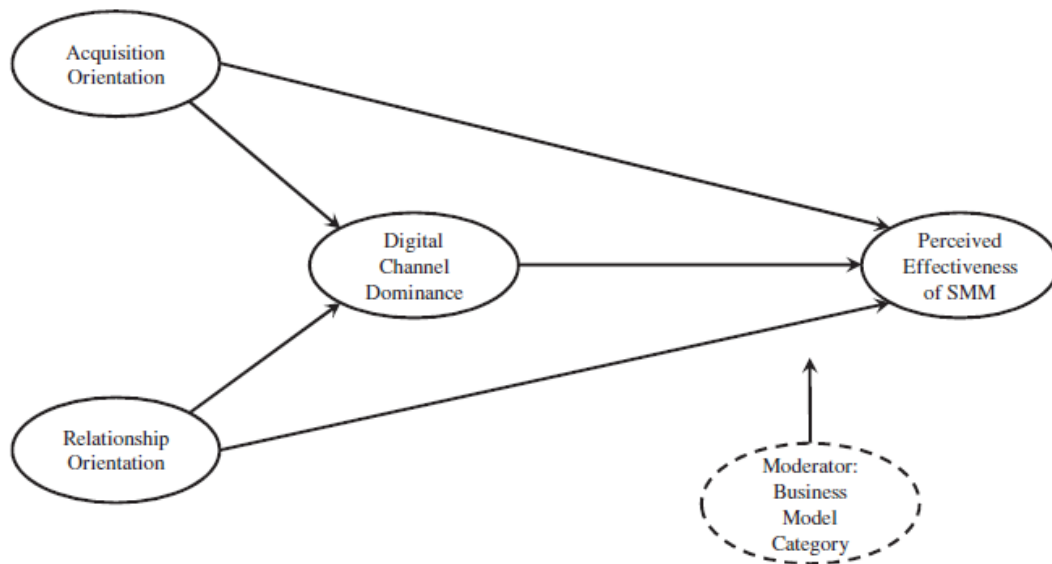 Acquisition
Orientation
Digital
Channel
Dominance
Perceived
Effectiveness
of SMM
Relationship
Orientation
Moderator:
Business
Model
Category